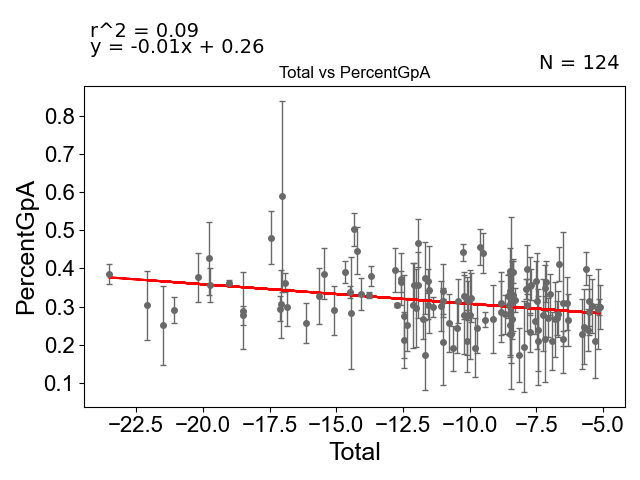 r^2 = 0.09
y = -0.01x + 0.26
N = 124
Total vs PercentGpA
PercentGpA
0.8
0.7
0.6
0.5
0.4
0.3
0.2
0.1
−22.5 −20.0 −17.5 −15.0 −12.5 −10.0 −7.5 −5.0
Total